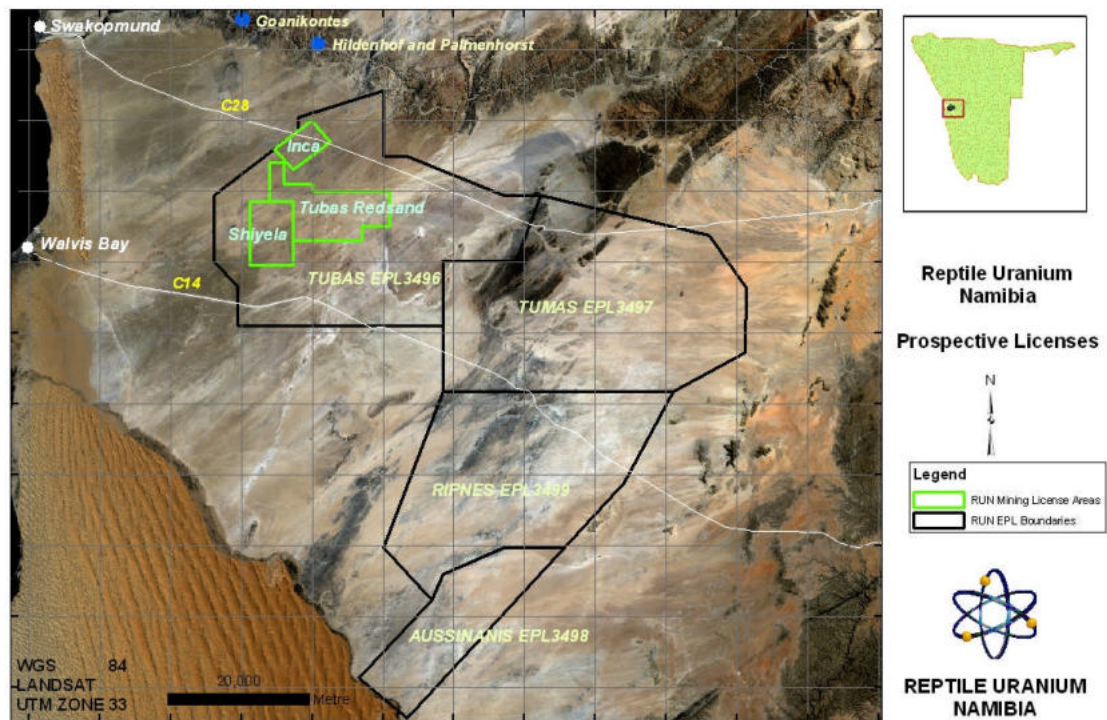 Swakopmund
Goanikontes
Hildenhof and Palmenhorst
C28
Inca
Tubas Redsand
Shiyela
Walvis Bay
C14
TUBAS EPL3496
TUMAS EPL3497
RIPNES EPL3499
AUSSINANIS EPL3498
WGS 84
LANDSAT
UTM ZONE 33
20,000
Metre
Reptile Uranium
Namibia
Prospective Licenses
N
Legend
RUN Mining License Areas
RUN EPL Boundaries
REPTILE URANIUM
NAMIBIA